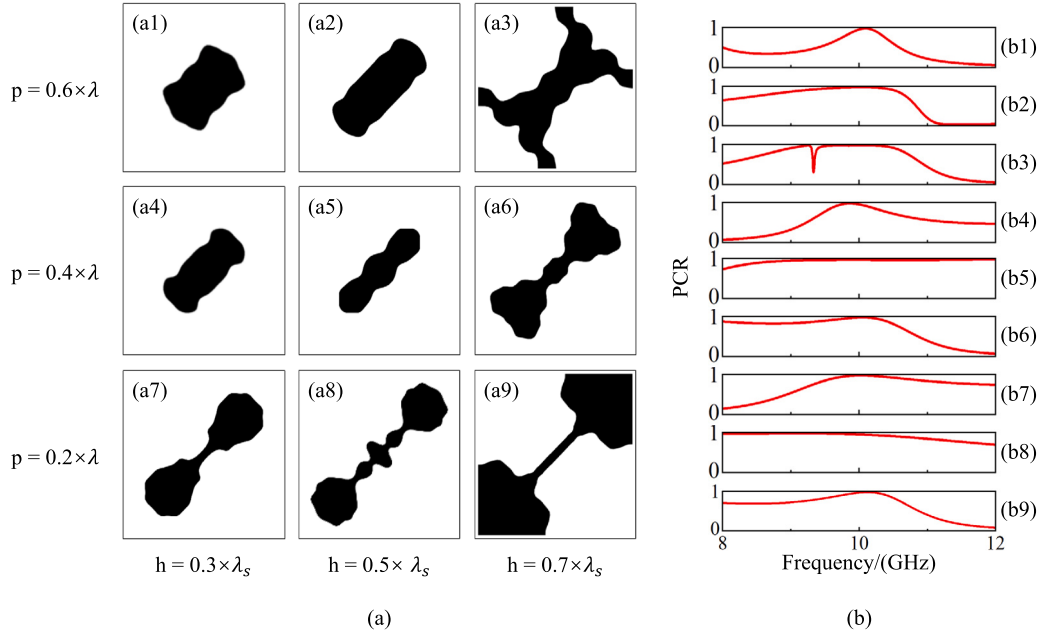 (a1) (a2) (a3)
p = 0.6×λ
(a4) (a5) (a6)
p = 0.4×λ
(a7) (a8) (a9)
p = 0.2×λ
h = 0.3×λₛ h = 0.5× λₛ h = 0.7×λₛ
(a)
1 0 (b1)
1 0 (b2)
1 0 (b3)
1 0 (b4)
1 0 (b5)
1 0 (b6)
1 0 (b7)
1 0 (b8)
1 0 (b9)
PCR
8 10 12
Frequency/(GHz)
(b)